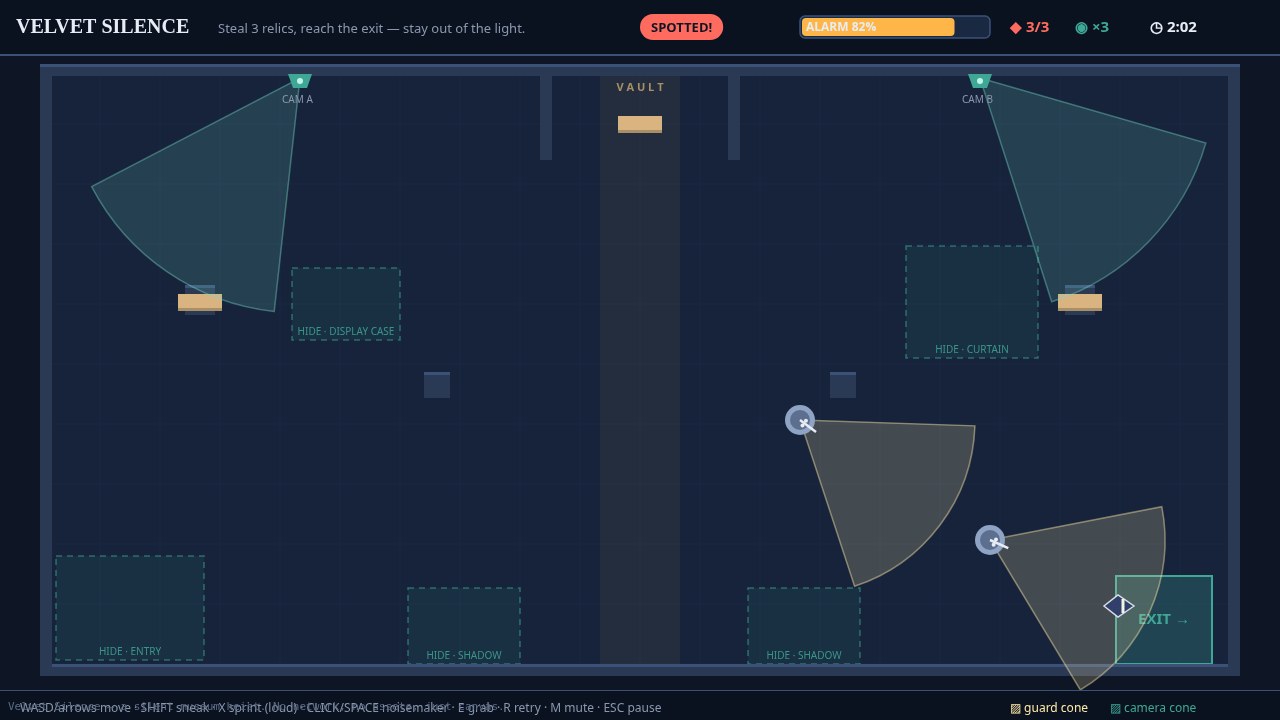 VELVET SILENCE
Steal 3 relics, reach the exit — stay out of the light.
SPOTTED!
ALARM 82%
◆ 3/3
◉ ×3
◷ 2:02
VAULT
CAM A
CAM B
HIDE · DISPLAY CASE
HIDE · CURTAIN
EXIT →
HIDE · ENTRY
HIDE · SHADOW
HIDE · SHADOW
WASD/arrows move · SHIFT sneak · X sprint (loud) · CLICK/SPACE noisemaker · E grab · R retry · M mute · ESC pause
▨ guard cone
▨ camera cone